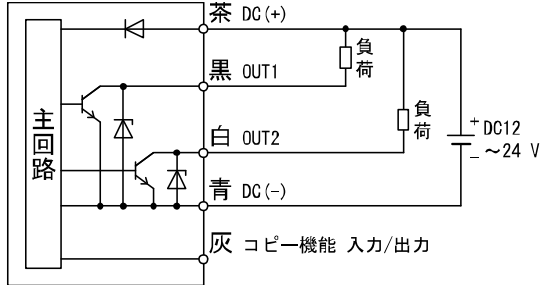 茶 DC(+)
負荷
黒 OUT1
負荷
主回路
白 OUT2
+ DC12
− ～24 V
青 DC(−)
灰 コピー機能 入力/出力